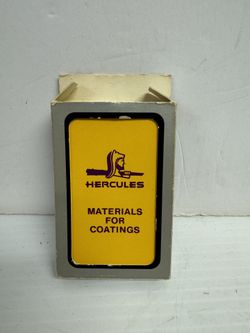 HERCULES
MATERIALS
FOR
COATINGS